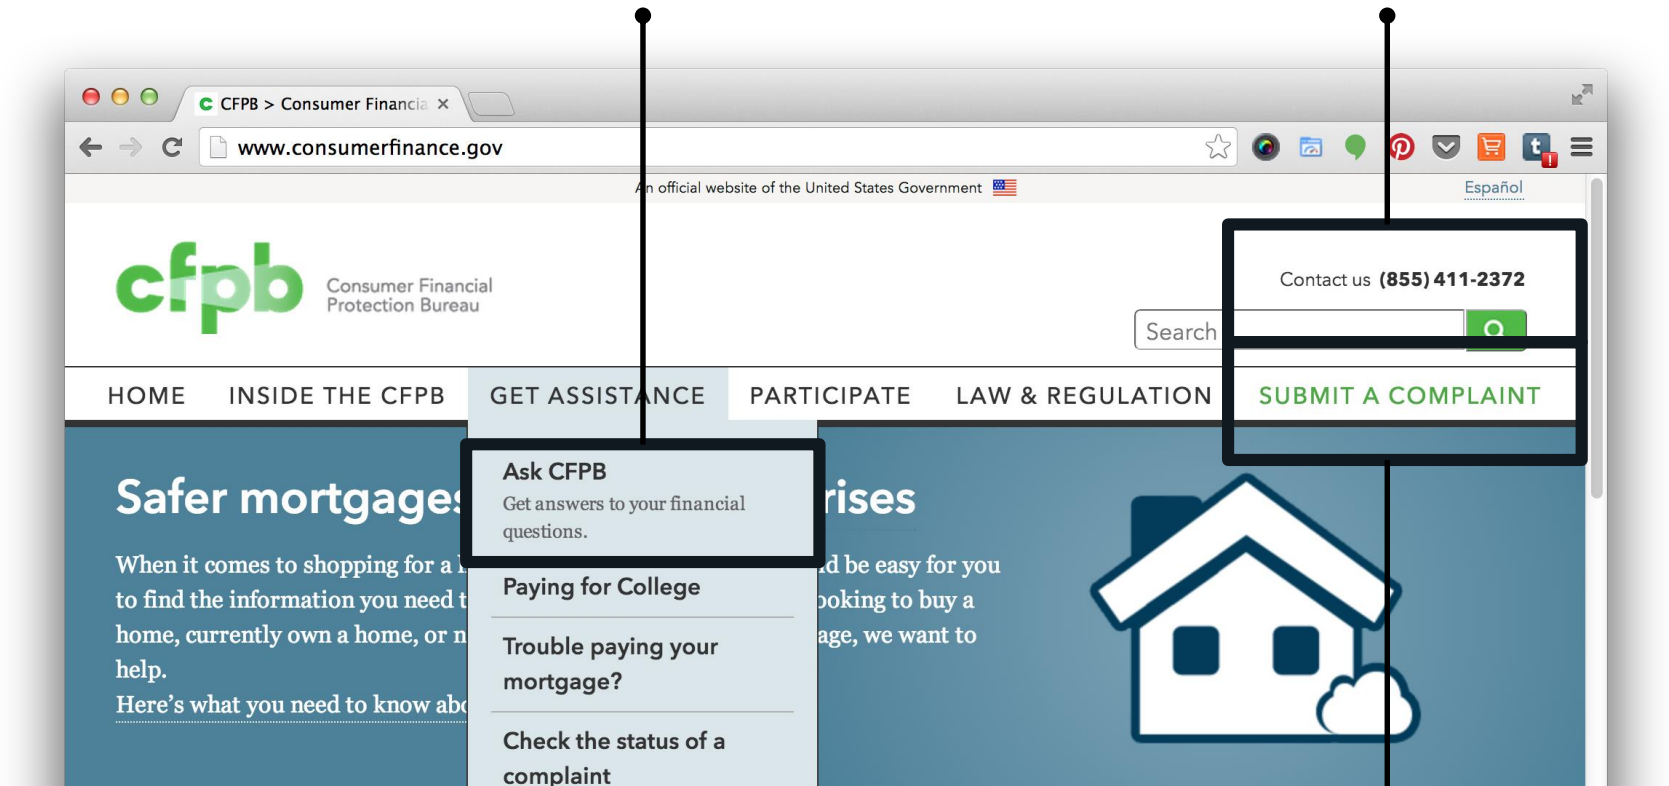 CFPB > Consumer Financia
www.consumerfinance.gov
An official website of the United States Government
Español
cfpb
Consumer Financial
Protection Bureau
Contact us (855) 411-2372
Search
HOME INSIDE THE CFPB GET ASSISTANCE PARTICIPATE LAW & REGULATION SUBMIT A COMPLAINT
Safer mortgages
rises
When it comes to shopping for a
d be easy for you
to find the information you need
ooking to buy a
home, currently own a home, or
age, we want to
help.
Here's what you need to know
Ask CFPB
Get answers to your financial
questions.
Paying for College
Trouble paying your
mortgage?
Check the status of a
complaint